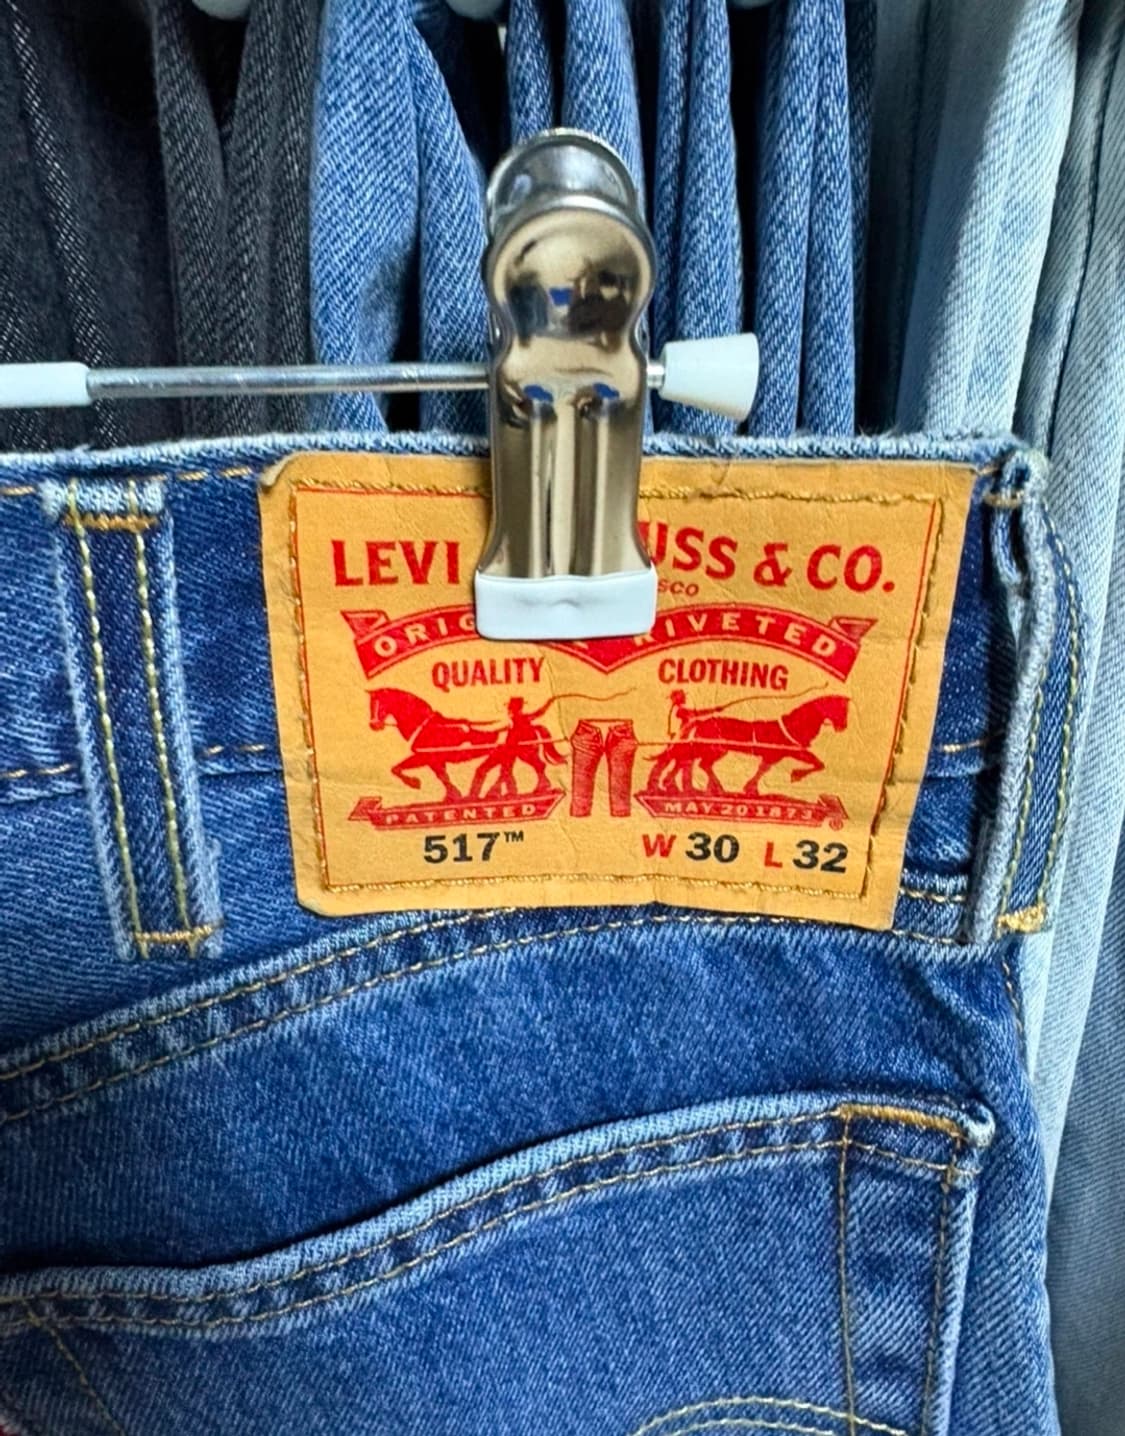 LEVI USS & CO.
SCO
ORIG RIVETED
QUALITY CLOTHING
PATENTED MAY 20 1873 ®
517™ W 30 L 32